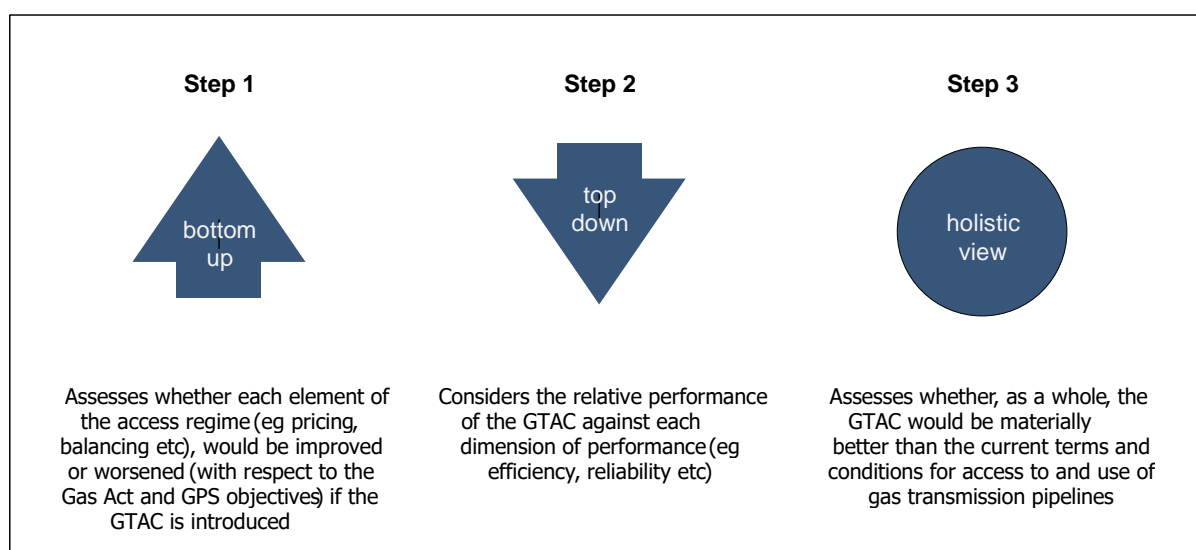 Step 1
bottom
up
Assesses whether each element of
the access regime (eg pricing,
balancing etc), would be improved
or worsened (with respect to the
Gas Act and GPS objectives) if the
GTAC is introduced
Step 2
top
down
Considers the relative performance
of the GTAC against each
dimension of performance (eg
efficiency, reliability etc)
Step 3
holistic
view
Assesses whether, as a whole, the
GTAC would be materially
better than the current terms and
conditions for access to and use of
gas transmission pipelines